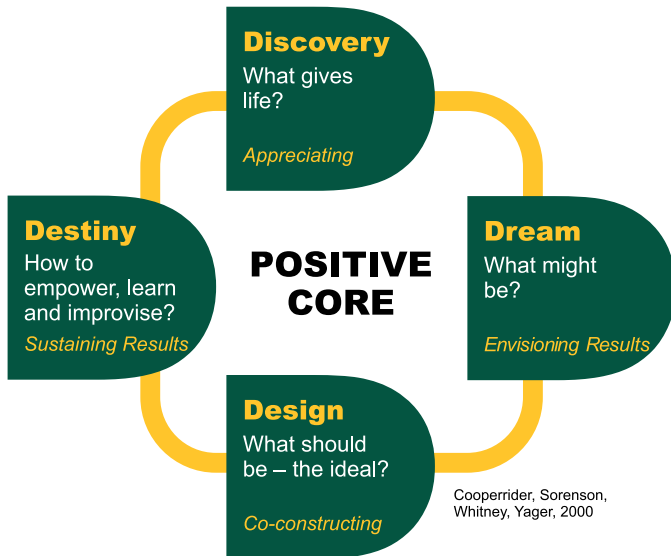 Discovery
What gives
life?
Appreciating
Dream
What might
be?
Envisioning Results
Design
What should
be – the ideal?
Co-constructing
Destiny
How to
empower, learn
and improvise?
Sustaining Results
POSITIVE
CORE
Cooperrider, Sorenson,
Whitney, Yager, 2000